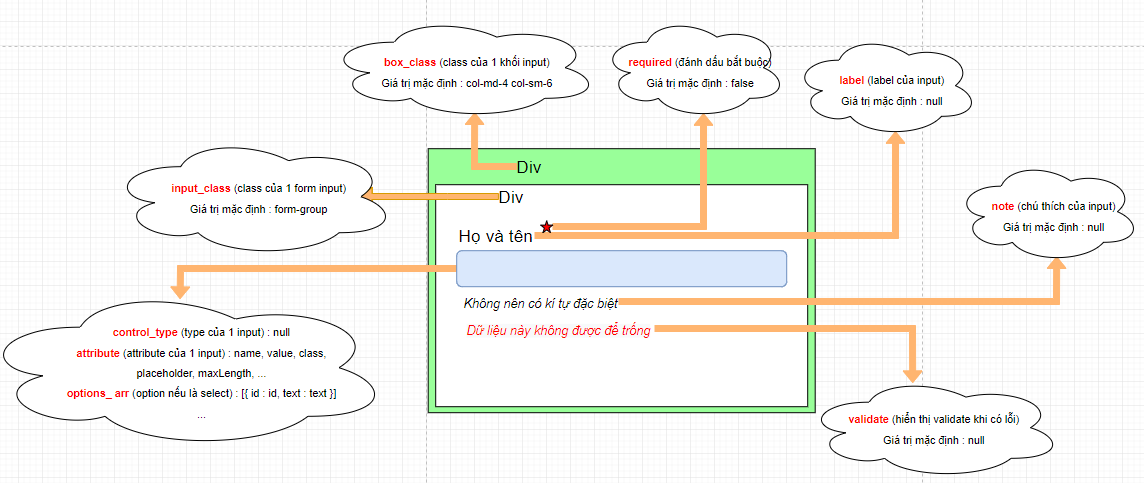 box_class (class của 1 khối input)
Giá trị mặc định : col-md-4 col-sm-6
required (đánh dấu bắt buộc)
Giá trị mặc định : false
label (label của input)
Giá trị mặc định : null
Div
input_class (class của 1 form input)
Giá trị mặc định : form-group
Div
note (chú thích của input)
Giá trị mặc định : null
Họ và tên
Không nên có kí tự đặc biệt
Dữ liệu này không được để trống
control_type (type của 1 input) : null
attribute (attribute của 1 input) : name, value, class,
placeholder, maxLength, ...
options_ arr (option nếu là select) : [{ id : id, text : text }]
...
validate (hiển thị validate khi có lỗi)
Giá trị mặc định : null